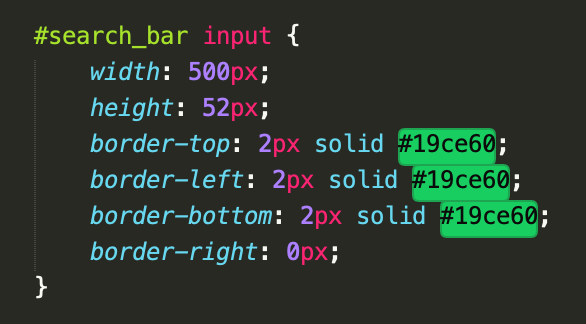 #search_bar input {
    width: 500px;
    height: 52px;
    border-top: 2px solid #19ce60;
    border-left: 2px solid #19ce60;
    border-bottom: 2px solid #19ce60;
    border-right: 0px;
}